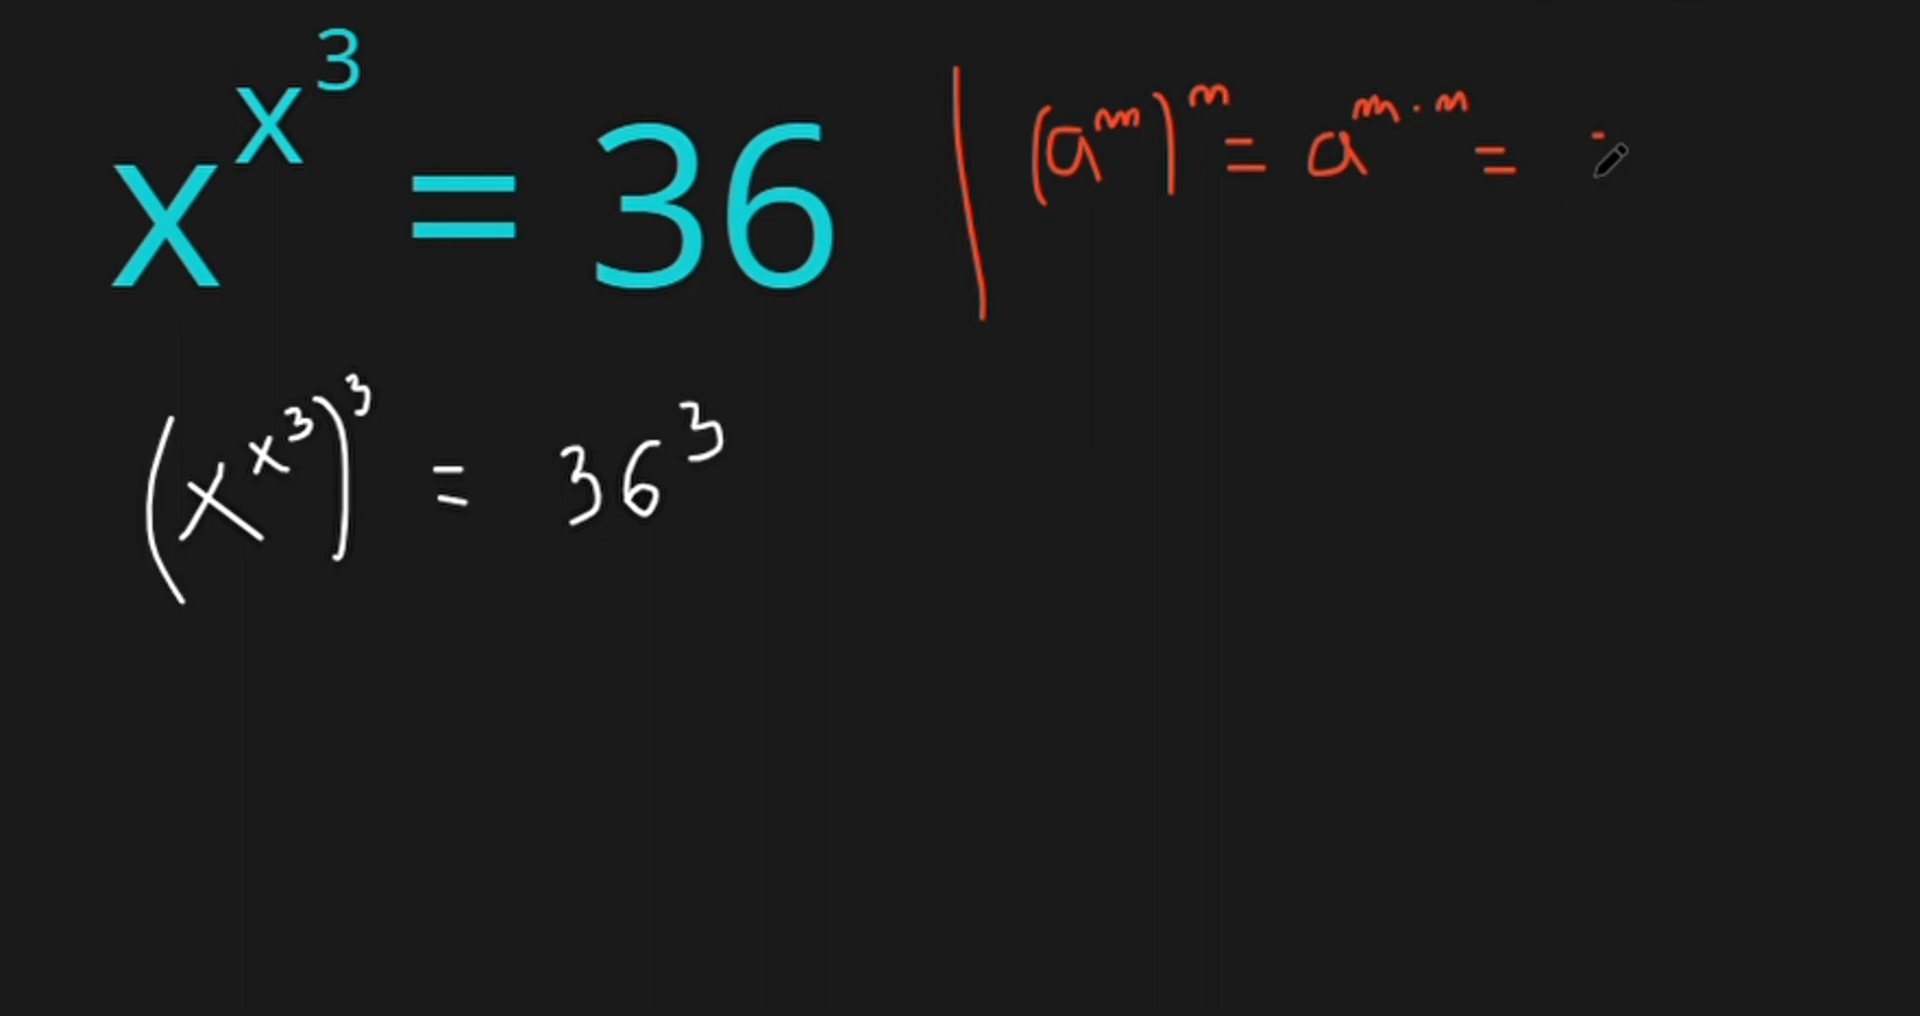 x^{x^3} = 36
(a^m)^n = a^{m·n} =
(x^{x^3})^3 = 36^3